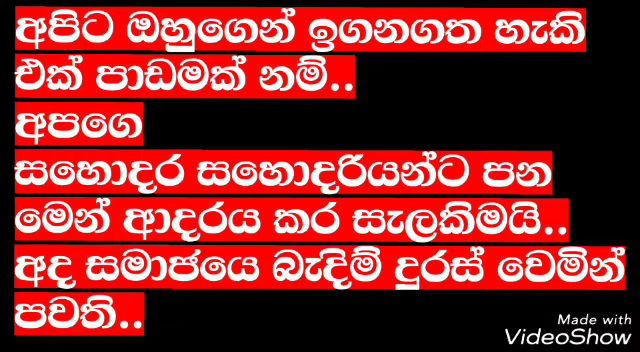 අපිට ඔහුගෙන් ඉගනගත හැකි
එක් පාඩමක් නම්..
අපගෙ
සහොදර සහොදරියන්ට පන
මෙන් ආදරය කර සැලකිමයි..
අද සමාජයෙ බැදිම් දුරස් වෙමින්
පවති..
Made with
VideoShow